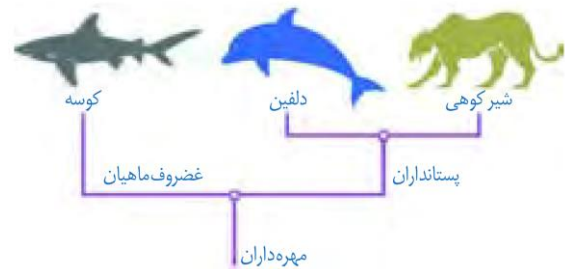 شیر کوهی
دلفین
کوسه
پستانداران
غضروف‌ماهیان
مهره‌داران